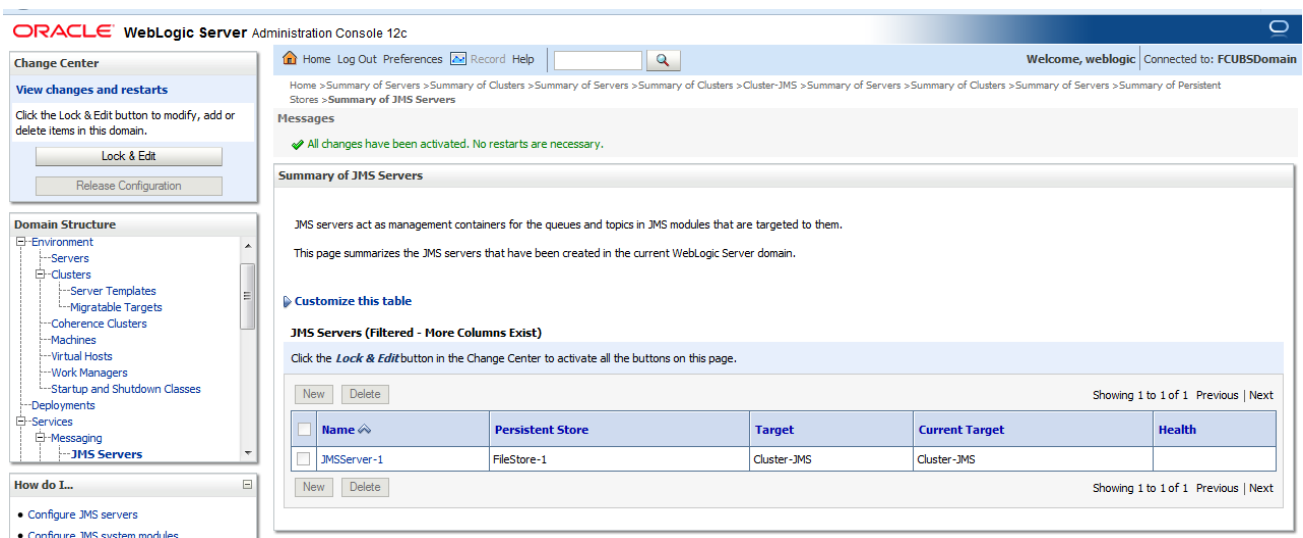 ORACLE WebLogic Server Administration Console 12c
Change Center
View changes and restarts
Click the Lock & Edit button to modify, add or
delete items in this domain.
Lock & Edit
Release Configuration
Domain Structure
Environment
Servers
Clusters
Server Templates
Migratable Targets
Coherence Clusters
Machines
Virtual Hosts
Work Managers
Startup and Shutdown Classes
Deployments
Services
Messaging
JMS Servers
How do I...
Configure JMS servers
Configure JMS system modules
Home Log Out Preferences Record Help
Welcome, weblogic Connected to: FCUBSDomain
Home >Summary of Servers >Summary of Clusters >Summary of Servers >Summary of Clusters >Cluster-JMS >Summary of Servers >Summary of Clusters >Summary of Servers >Summary of Persistent
Stores >Summary of JMS Servers
Messages
All changes have been activated. No restarts are necessary.
Summary of JMS Servers
JMS servers act as management containers for the queues and topics in JMS modules that are targeted to them.
This page summarizes the JMS servers that have been created in the current WebLogic Server domain.
Customize this table
JMS Servers (Filtered - More Columns Exist)
Click the Lock & Edit button in the Change Center to activate all the buttons on this page.
New Delete Showing 1 to 1 of 1 Previous | Next
Name Persistent Store Target Current Target Health
JMSServer-1 FileStore-1 Cluster-JMS Cluster-JMS
New Delete Showing 1 to 1 of 1 Previous | Next